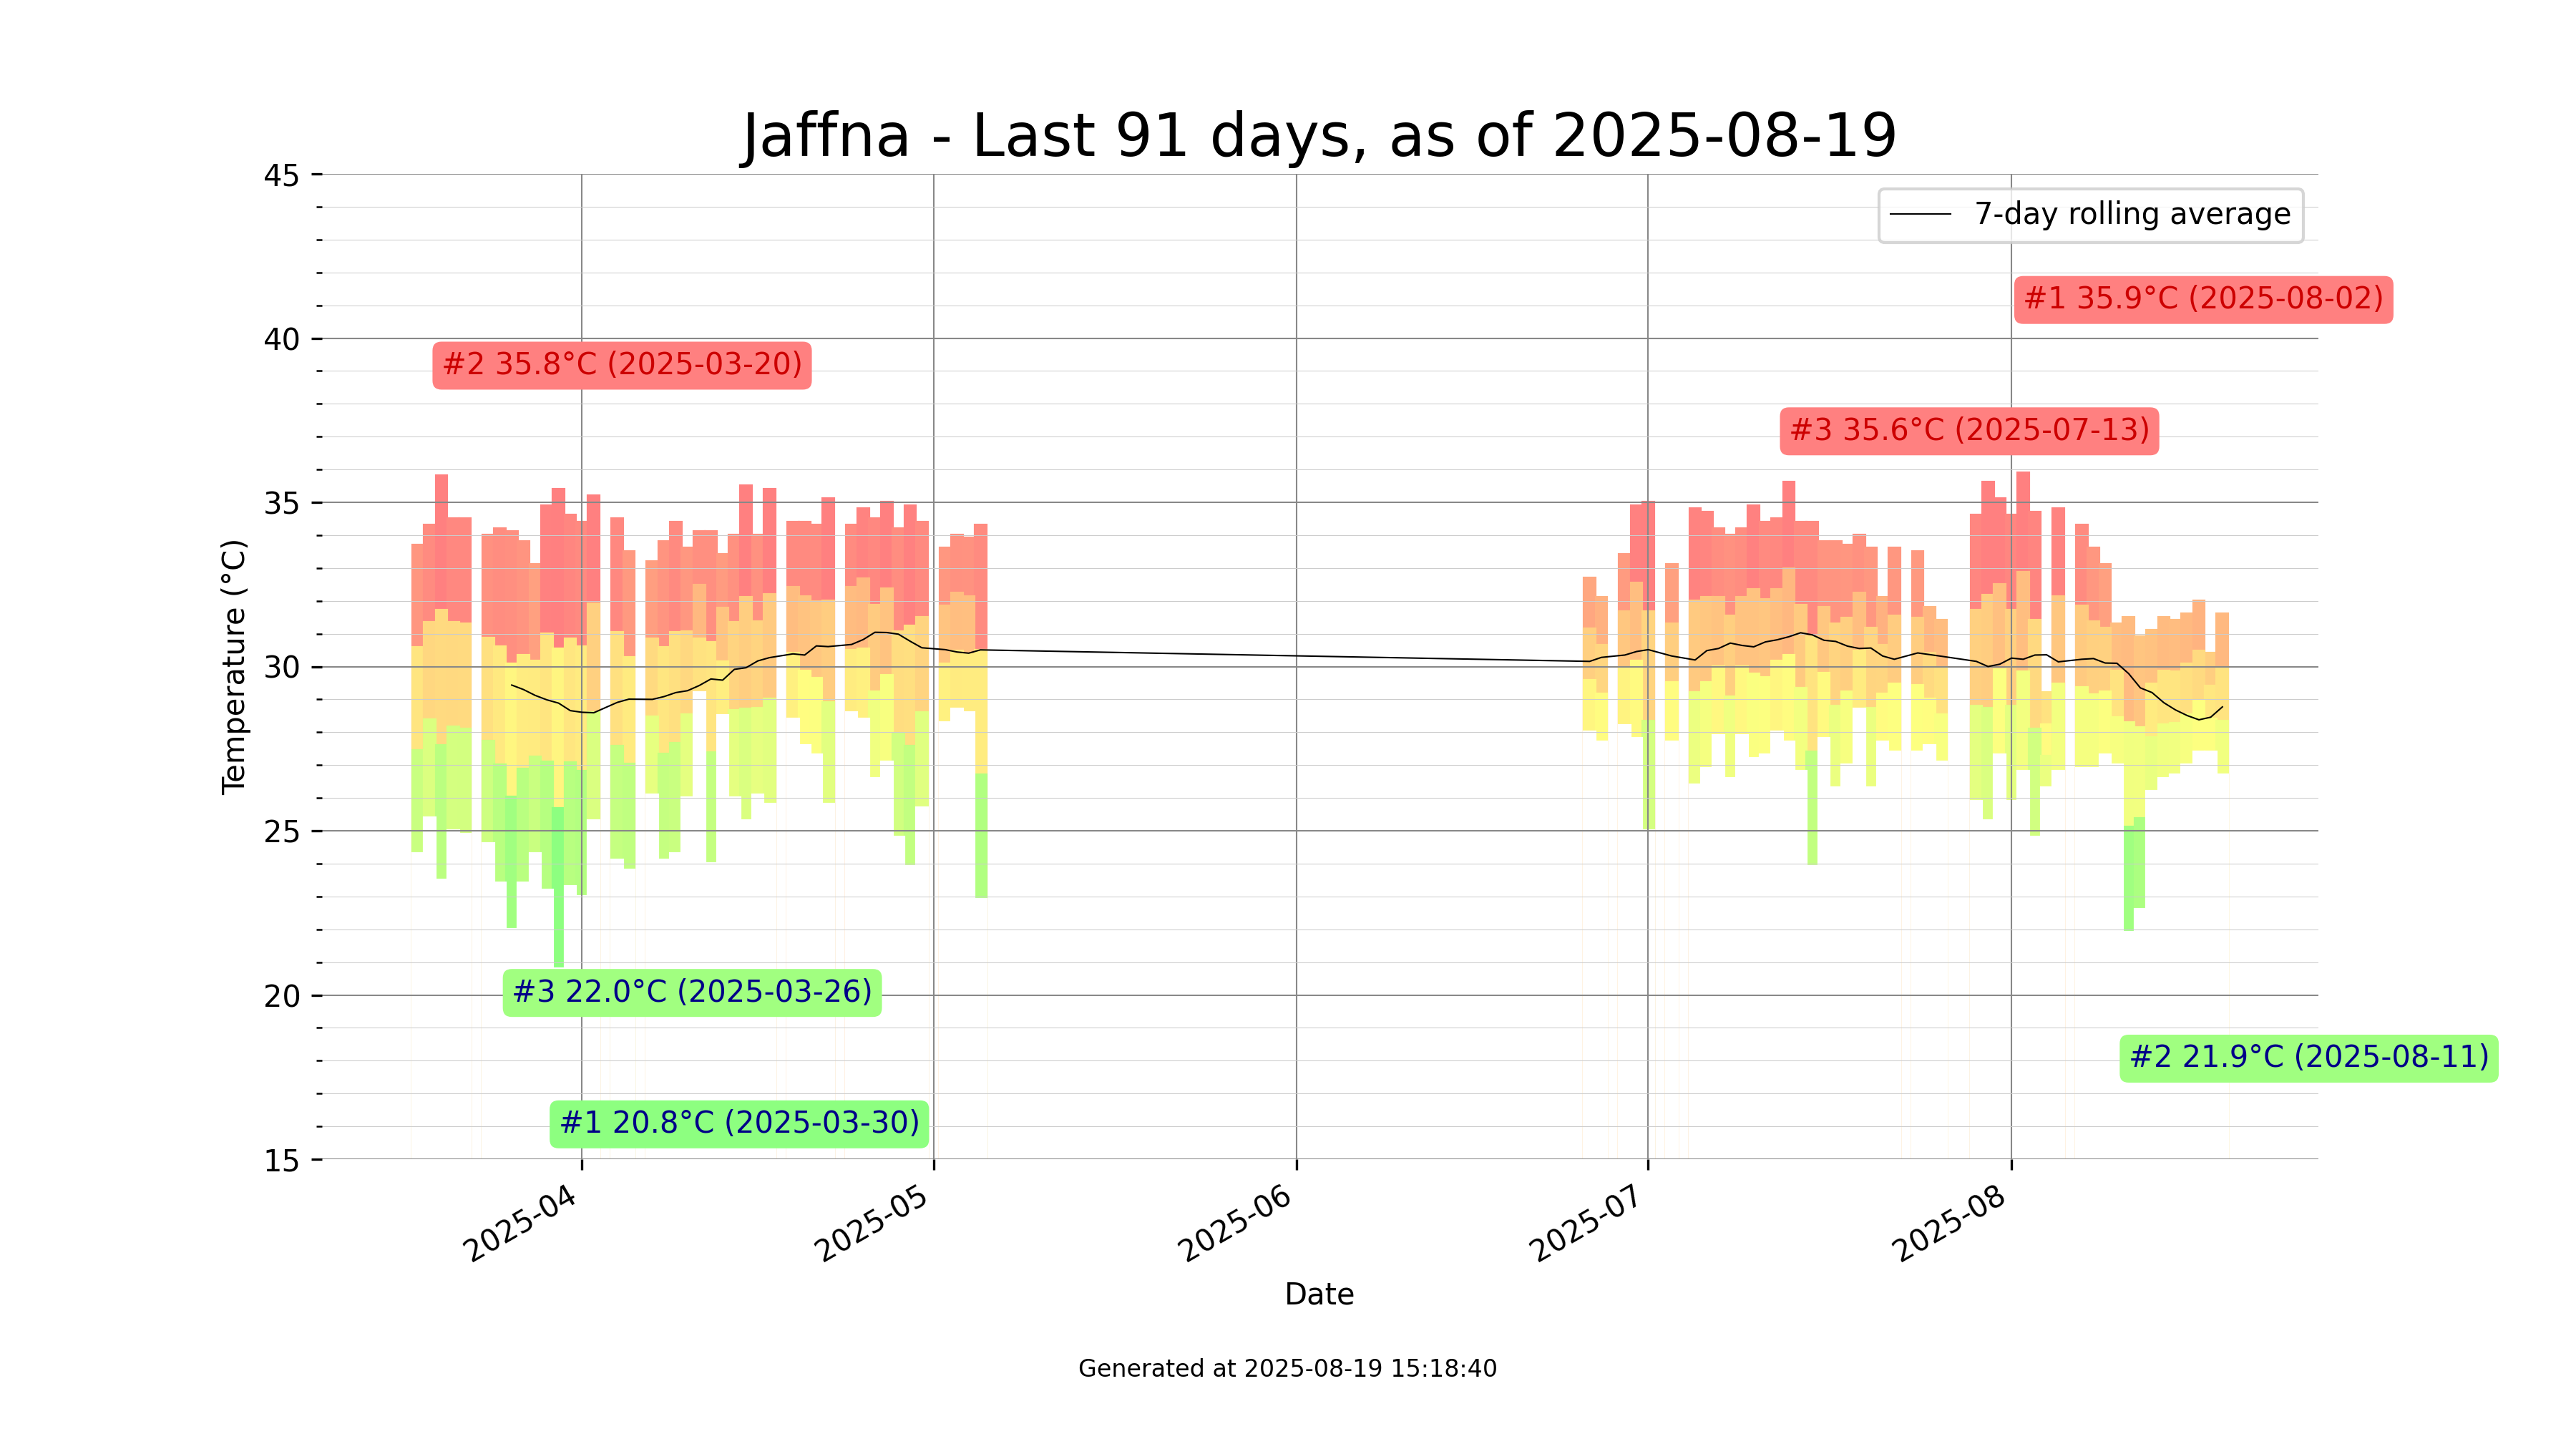 Jaffna - Last 91 days, as of 2025-08-19
45
40
35
30
25
20
15
Temperature (°C)
7-day rolling average
#1 35.9°C (2025-08-02)
#2 35.8°C (2025-03-20)
#3 35.6°C (2025-07-13)
#3 22.0°C (2025-03-26)
#2 21.9°C (2025-08-11)
#1 20.8°C (2025-03-30)
2025-04
2025-05
2025-06
2025-07
2025-08
Date
Generated at 2025-08-19 15:18:40